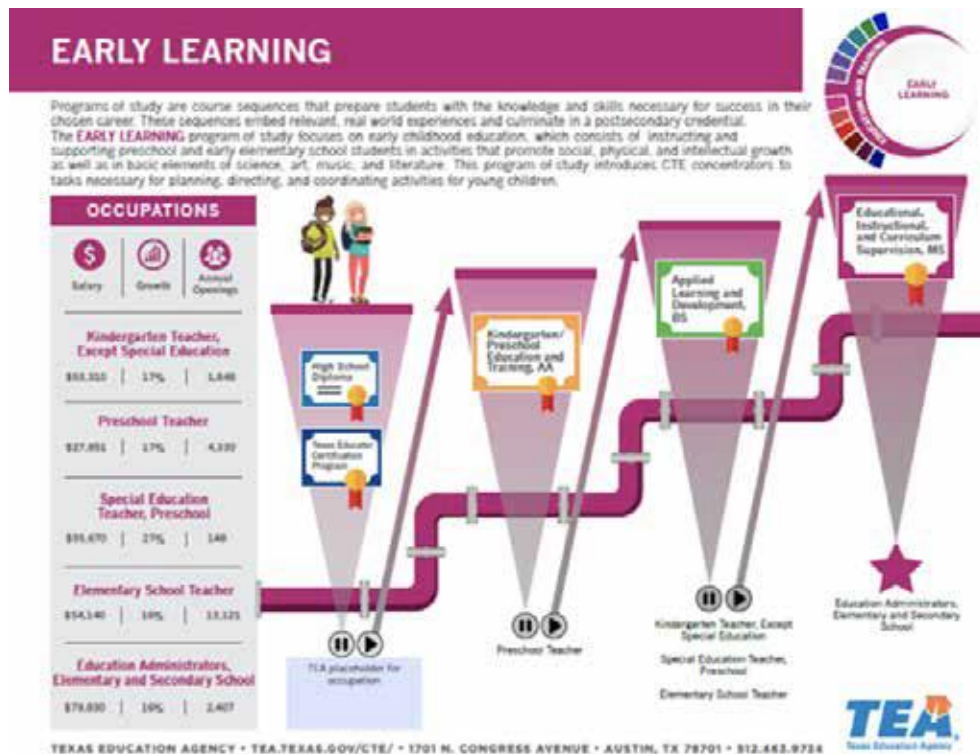 EARLY LEARNING
Programs of study are course sequences that prepare students with the knowledge and skills necessary for success in their
chosen career. These sequences embed relevant, real world experiences and culminate in a postsecondary credential.
The EARLY LEARNING program of study focuses on early childhood education, which consists of instructing and
supporting preschool and early elementary school students in activities that promote social, physical, and intellectual growth
as well as in basic elements of science, art, music, and literature. This program of study introduces CTE concentrators to
tasks necessary for planning, directing, and coordinating activities for young children.
EDUCATION AND TRAINING
EARLY
LEARNING
OCCUPATIONS
Salary
Growth
Annual
Openings
Kindergarten Teacher,
Except Special Education
17%
Preschool Teacher
17%
Special Education
Teacher, Preschool
27%
Elementary School Teacher
Education Administrators,
Elementary and Secondary School
2,407
High School
Diploma
Texas Educator
Certification
Program
TEA placeholder for
occupation
Kindergarten/
Preschool
Education and
Training, AA
Preschool Teacher
Applied
Learning and
Development,
BS
Kindergarten Teacher, Except
Special Education
Special Education Teacher,
Preschool
Elementary School Teacher
Educational,
Instructional,
and Curriculum
Supervision, MS
Education Administrators,
Elementary and Secondary
School
TEA
Texas Education Agency
TEXAS EDUCATION AGENCY • TEA.TEXAS.GOV/CTE/ • 1701 N. CONGRESS AVENUE • AUSTIN, TX 78701 • 512.463.9734